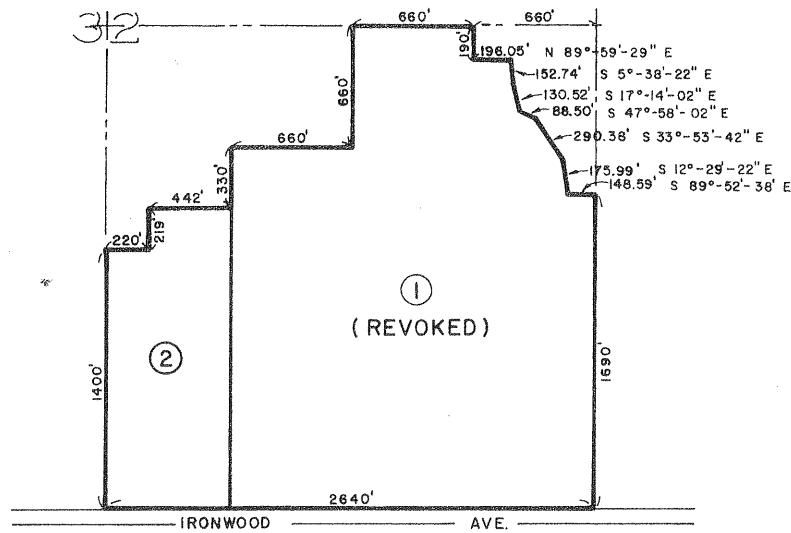 32
660'
660'
190'
196.05' N 89°-59'-29" E
152.74' S 5°-38'-22" E
130.52' S 17°-14'-02" E
88.50' S 47°-58'-02" E
290.38' S 33°-53'-42" E
175.99' S 12°-29'-22" E
148.59' S 89°-52'-38' E
660'
660'
330'
442'
219'
220'
1
(REVOKED)
2
1400'
1690'
2640'
IRONWOOD AVE.